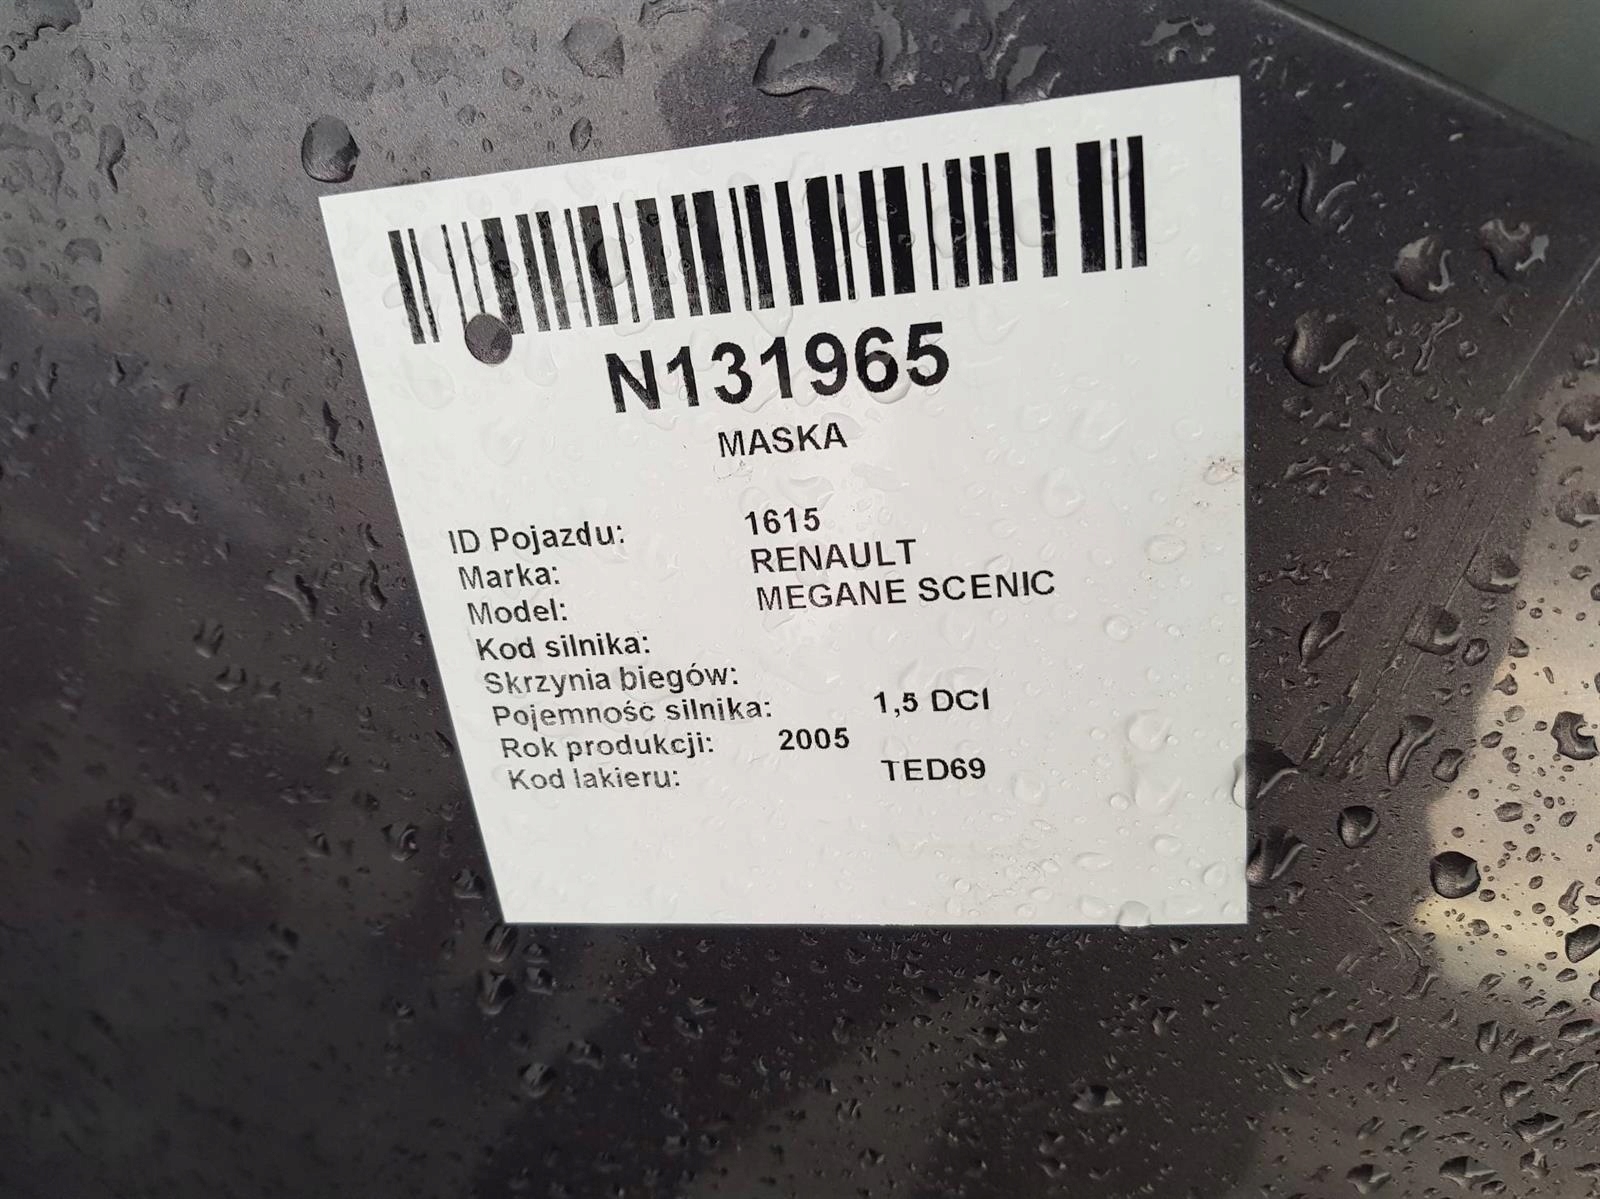 N131965
MASKA
ID Pojazdu: 1615
Marka: RENAULT
Model: MEGANE SCENIC
Kod silnika:
Skrzynia biegów:
Pojemność silnika: 1,5 DCI
Rok produkcji: 2005
Kod lakieru: TED69